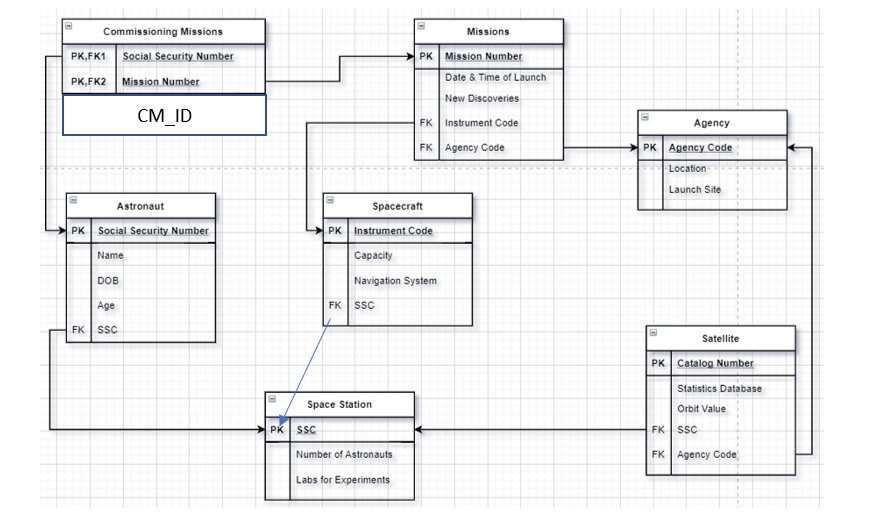 Commissioning Missions
PK,FK1 Social Security Number
PK,FK2 Mission Number
CM_ID
Missions
PK Mission Number
Date & Time of Launch
New Discoveries
FK Instrument Code
FK Agency Code
Agency
PK Agency Code
Location
Launch Site
Astronaut
PK Social Security Number
Name
DOB
Age
FK SSC
Spacecraft
PK Instrument Code
Capacity
Navigation System
FK SSC
Satellite
PK Catalog Number
Statistics Database
Orbit Value
FK SSC
FK Agency Code
Space Station
PK SSC
Number of Astronauts
Labs for Experiments